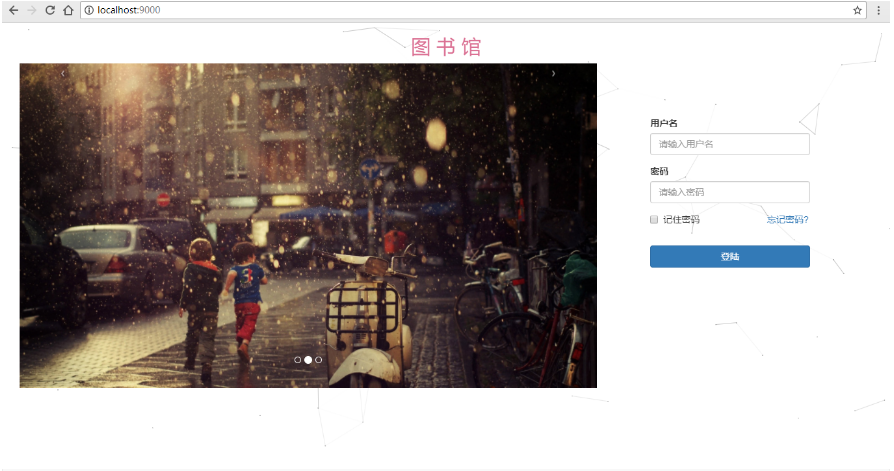 localhost:9000
图 书 馆
用户名
请输入用户名
密码
请输入密码
记住密码 忘记密码?
登陆